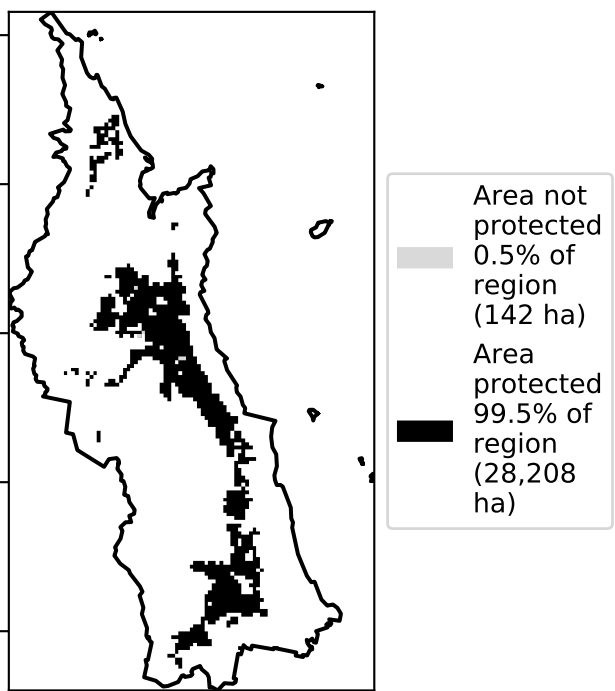 Area not
protected
0.5% of
region
(142 ha)
Area
protected
99.5% of
region
(28,208
ha)